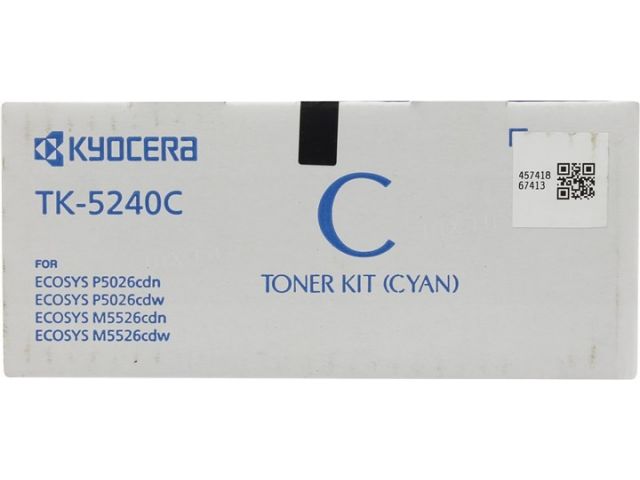 KYOCERA
TK-5240C
FOR
ECOSYS P5026cdn
ECOSYS P5026cdw
ECOSYS M5526cdn
ECOSYS M5526cdw
C
TONER KIT (CYAN)
457418
67413